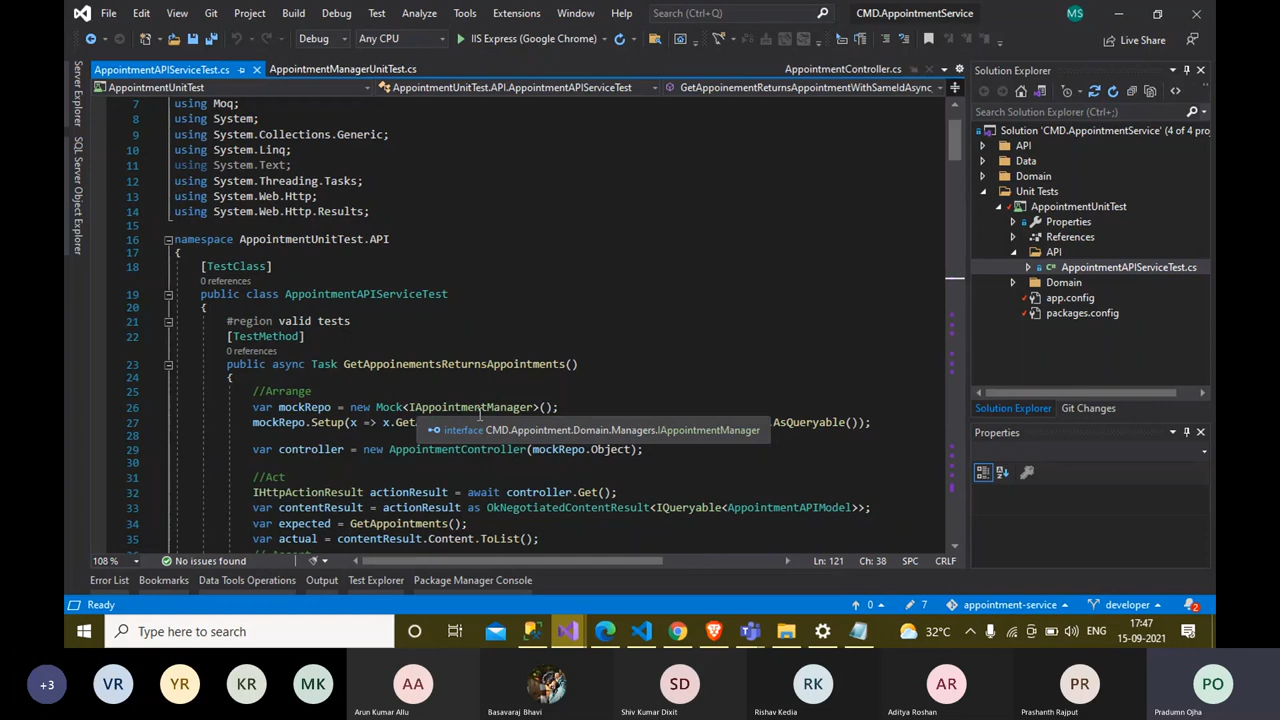 File Edit View Git Project Build Debug Test Analyze Tools Extensions Window Help Search (Ctrl+Q) CMD.AppointmentService MS
Debug Any CPU IIS Express (Google Chrome) Live Share
AppointmentAPIServiceTest.cs AppointmentManagerUnitTest.cs AppointmentController.cs
AppointmentUnitTest AppointmentUnitTest.API.AppointmentAPIServiceTest GetAppoinementReturnsAppointmentWithSameIdAsync
Server Explorer
SQL Server Object Explorer
7 using Moq;
8 using System;
9 using System.Collections.Generic;
10 using System.Linq;
11 using System.Text;
12 using System.Threading.Tasks;
13 using System.Web.Http;
14 using System.Web.Http.Results;
15
16 namespace AppointmentUnitTest.API
17 {
18 [TestClass]
0 references
19 public class AppointmentAPIServiceTest
20 {
21 #region valid tests
22 [TestMethod]
0 references
23 public async Task GetAppoinementsReturnsAppointments()
24 {
25 //Arrange
26 var mockRepo = new Mock<IAppointmentManager>();
27 mockRepo.Setup(x => x.Get AsQueryable());
interface CMD.Appointment.Domain.Managers.IAppointmentManager
28
29 var controller = new AppointmentController(mockRepo.Object);
30
31 //Act
32 IHttpActionResult actionResult = await controller.Get();
33 var contentResult = actionResult as OkNegotiatedContentResult<IQueryable<AppointmentAPIModel>>;
34 var expected = GetAppointments();
35 var actual = contentResult.Content.ToList();
108 % No issues found Ln: 121 Ch: 38 SPC CRLF
Error List Bookmarks Data Tools Operations Output Test Explorer Package Manager Console
Solution Explorer
Search Solution Explorer (Ctrl+;)
Solution 'CMD.AppointmentService' (4 of 4 proj
API
Data
Domain
Unit Tests
AppointmentUnitTest
Properties
References
API
C# AppointmentAPIServiceTest.cs
Domain
app.config
packages.config
Solution Explorer Git Changes
Properties
Ready 0 7 appointment-service developer 2
Type here to search 32°C ENG 17:47 15-09-2021
+3 VR YR KR MK AA SD RK AR PR PO
Arun Kumar Allu Basavaraj Bhavi Shiv Kumar Dixit Rishav Kedia Aditya Roshan Prashanth Rajput Pradumn Ojha